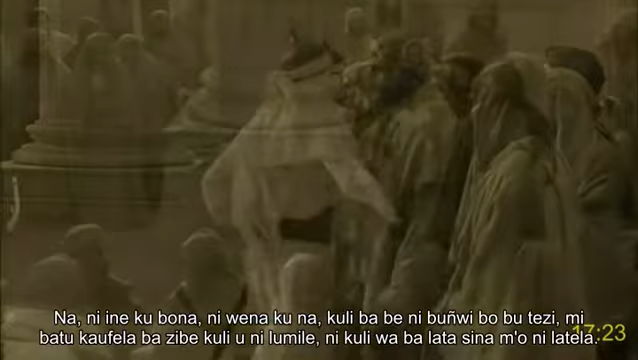 Na, ni ine ku bona, ni wena ku na, kuli ba be ni buñwi bo bu tezi, mi
batu kaufela ba zibe kuli u ni lumile, ni kuli wa ba lata sina m'o ni latela.
17:23